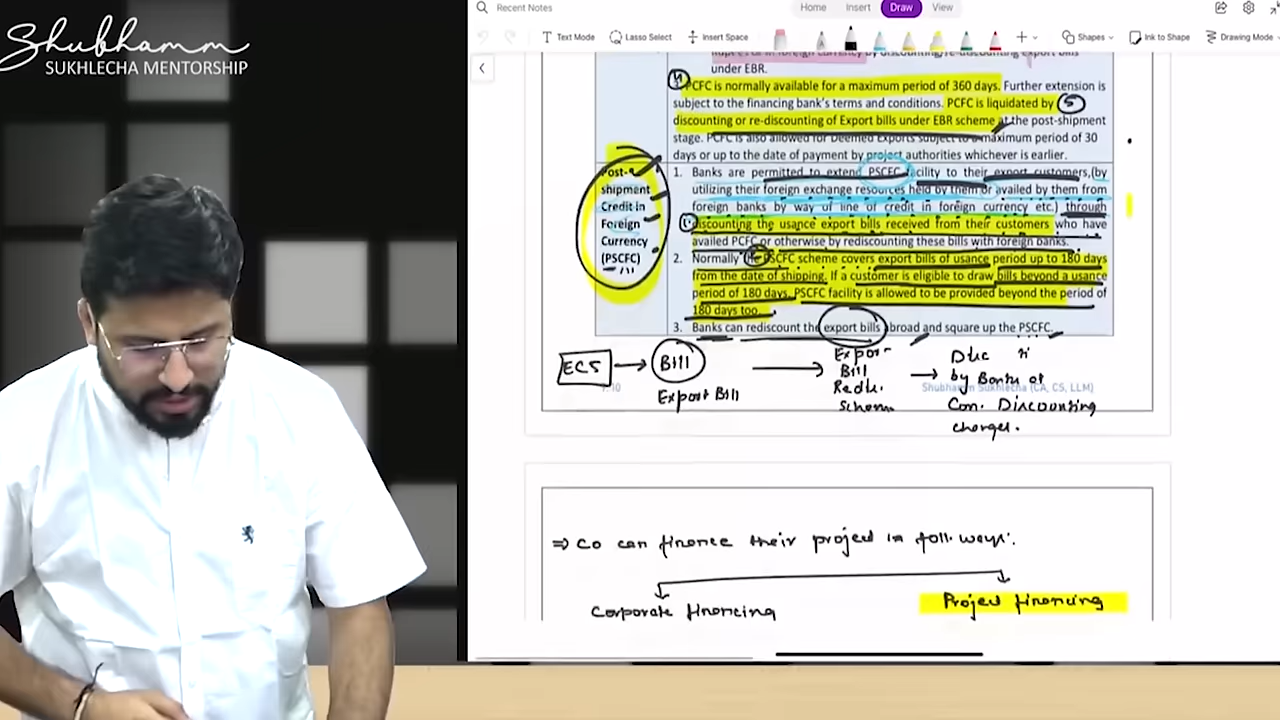 Shubhamm
SUKHLECHA MENTORSHIP
Recent Notes
Home Insert Draw View
Text Mode Lasso Select Insert Space Shapes Ink to Shape Drawing Mode
under EBR.
PCFC is normally available for a maximum period of 360 days. Further extension is
subject to the financing bank's terms and conditions. PCFC is liquidated by 5
discounting or re-discounting of Export bills under EBR scheme at the post-shipment
stage. PCFC is also allowed for Deemed Exports subject to a maximum period of 30
days or up to the date of payment by project authorities whichever is earlier.
Post-
shipment
Credit in
Foreign
Currency
(PSCFC)
1. Banks are permitted to extend PSCFC facility to their export customers,(by
utilizing their foreign exchange resources held by them or availed by them from
foreign banks by way of line of credit in foreign currency etc.) through
discounting the usance export bills received from their customers who have
availed PCFC or otherwise by rediscounting these bills with foreign banks.
2. Normally PSCFC scheme covers export bills of usance period up to 180 days
from the date of shipping. If a customer is eligible to draw bills beyond a usance
period of 180 days, PSCFC facility is allowed to be provided beyond the period of
180 days too.
3. Banks can rediscount the export bills abroad and square up the PSCFC.
ECS → Bill → Expor
Export Bill
Bill
Redis.
Schem
by Bank at
Con. Discounting
charges.
Shubhamm Sukhlecha (CA, CS, LLM)
⇒ Co can finance their project in foll. ways:
Corporate financing
Project financing